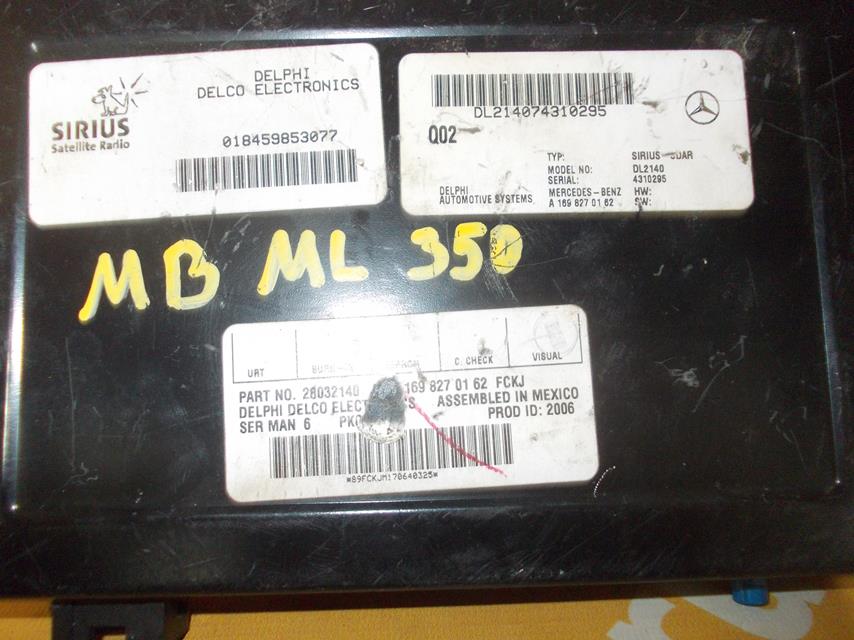 SIRIUS
Satellite Radio
DELPHI
DELCO ELECTRONICS
018459853077
DL214074310295
Q02
DELPHI
AUTOMOTIVE SYSTEMS
TYP: SIRIUS SDAR
MODEL NO: DL2140
SERIAL: 4310295
MERCEDES-BENZ HW:
A 169 827 01 62 SW:
MB ML 350
URT
C. CHECK
VISUAL
PART NO. 28032140 169 827 01 62 FCKJ
DELPHI DELCO ASSEMBLED IN MEXICO
SER MAN 6 PROD ID: 2006
*89FCKJM170640325*